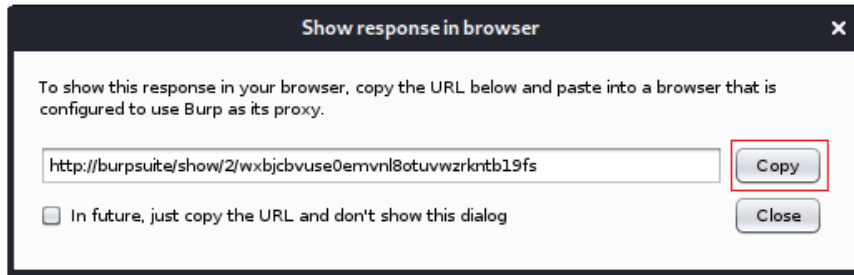 Show response in browser
To show this response in your browser, copy the URL below and paste into a browser that is
configured to use Burp as its proxy.
http://burpsuite/show/2/wxbjcbvuse0emvnl8otuvwzrkntb19fs
Copy
In future, just copy the URL and don't show this dialog
Close